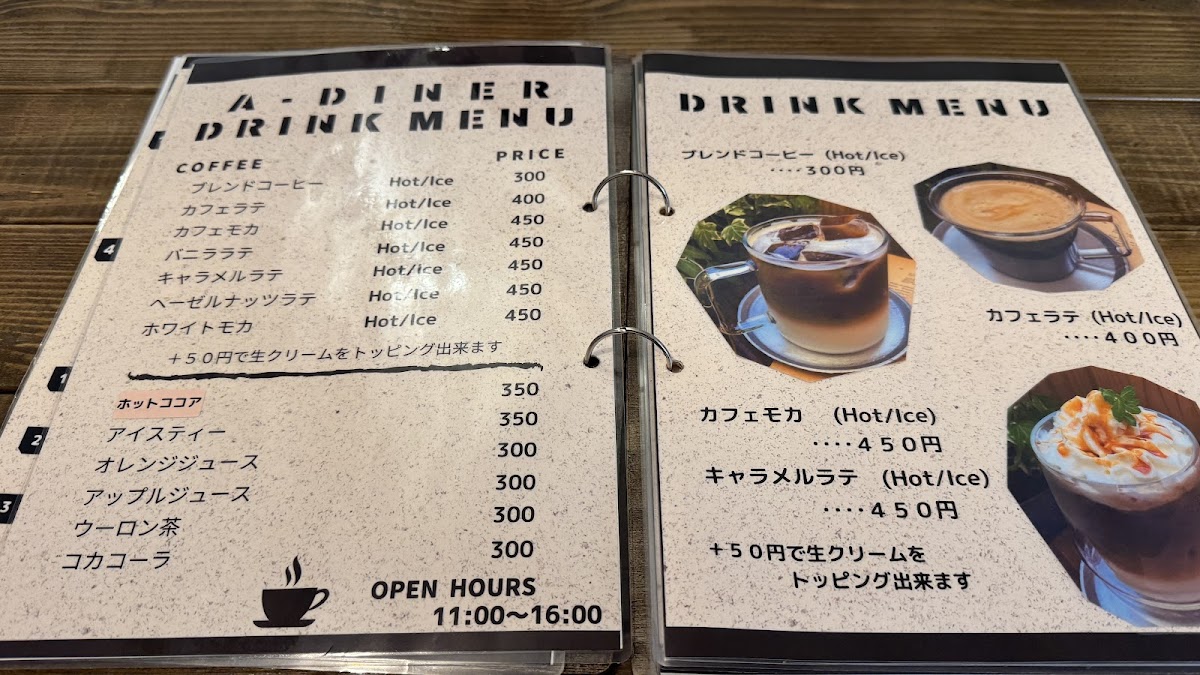 A-DINER
DRINK MENU
COFFEE PRICE
ブレンドコーヒー Hot/Ice 300
カフェラテ Hot/Ice 400
カフェモカ Hot/Ice 450
バニララテ Hot/Ice 450
キャラメルラテ Hot/Ice 450
ヘーゼルナッツラテ Hot/Ice 450
ホワイトモカ Hot/Ice 450
+50円で生クリームをトッピング出来ます
ホットココア 350
アイスティー 350
オレンジジュース 300
アップルジュース 300
ウーロン茶 300
コカコーラ 300
OPEN HOURS
11:00～16:00
4
1
2
3
DRINK MENU
ブレンドコーヒー (Hot/Ice)
‥‥300円
カフェラテ (Hot/Ice)
‥‥400円
カフェモカ (Hot/Ice)
‥‥450円
キャラメルラテ (Hot/Ice)
‥‥450円
+50円で生クリームを
トッピング出来ます